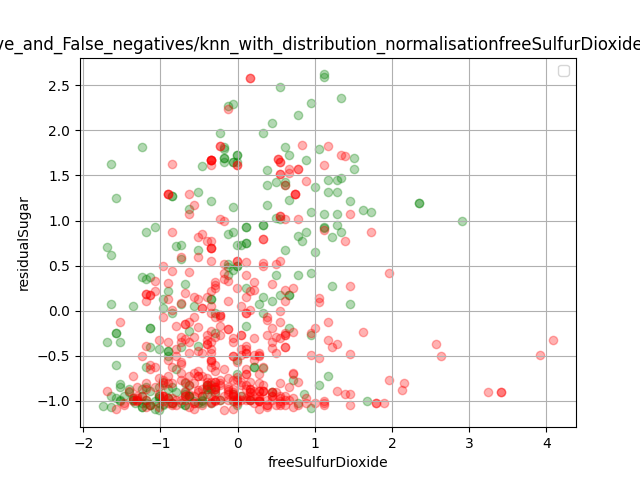 ve_and_False_negatives/knn_with_distribution_normalisationfreeSulfurDioxide
residualSugar
2.5
2.0
1.5
1.0
0.5
0.0
−0.5
−1.0
−2 −1 0 1 2 3 4
freeSulfurDioxide